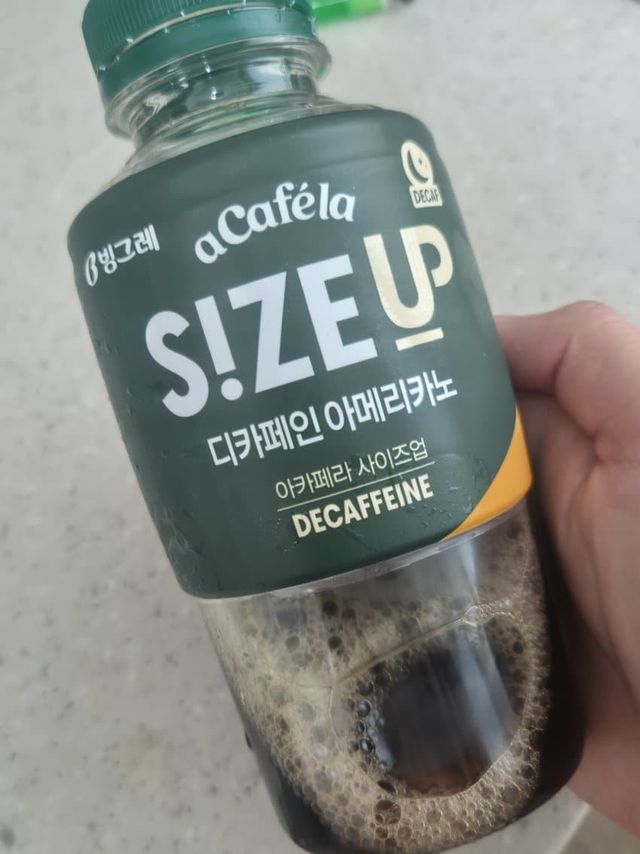 빙그레
aCaféla
DECAF
SiZE UP
디카페인 아메리카노
아카페라 사이즈업
DECAFFEINE